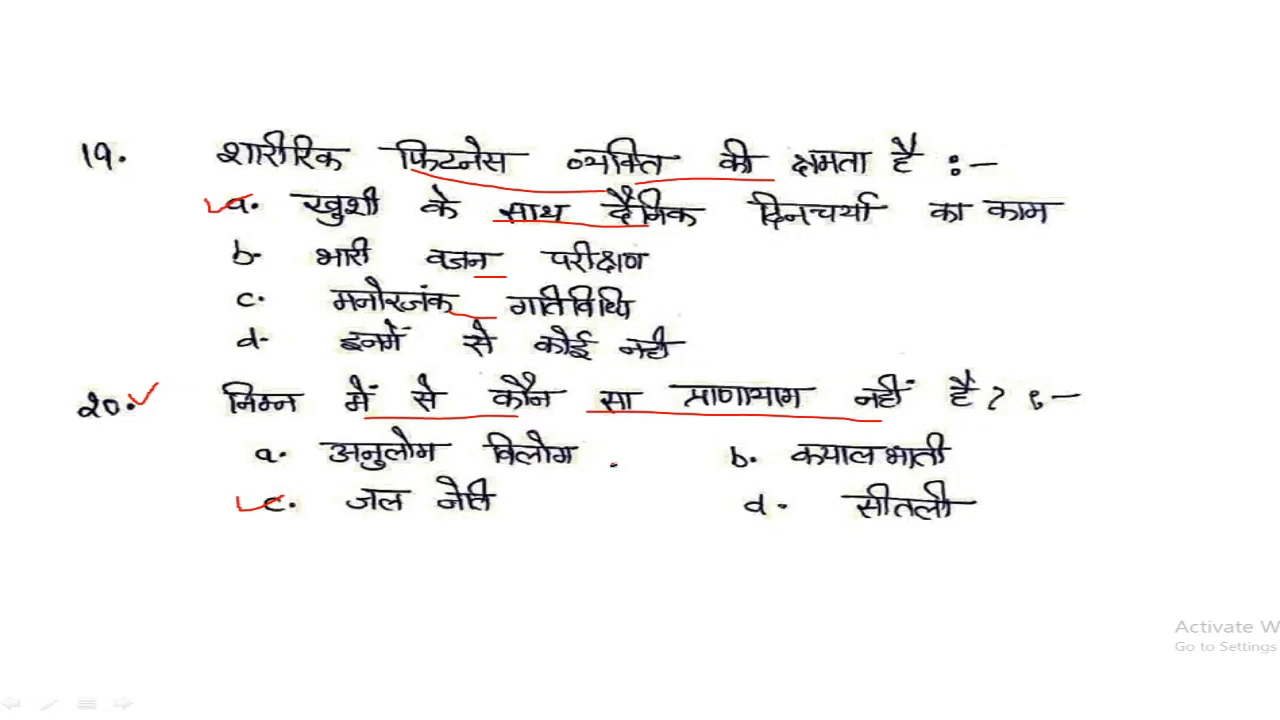 19. शारीरिक फिटनेस व्यक्ति की क्षमता है :-
a. खुशी के साथ दैनिक दिनचर्या का काम
b. भारी वजन परीक्षण
c. मनोरजंक गतिविधि
d. इनमें से कोई नही
20. निम्न में से कौन सा प्राणायाम नहीं है? :-
a. अनुलोम विलोम b. कपालभाती
c. जल नेति d. सीतली
Activate W
Go to Settings